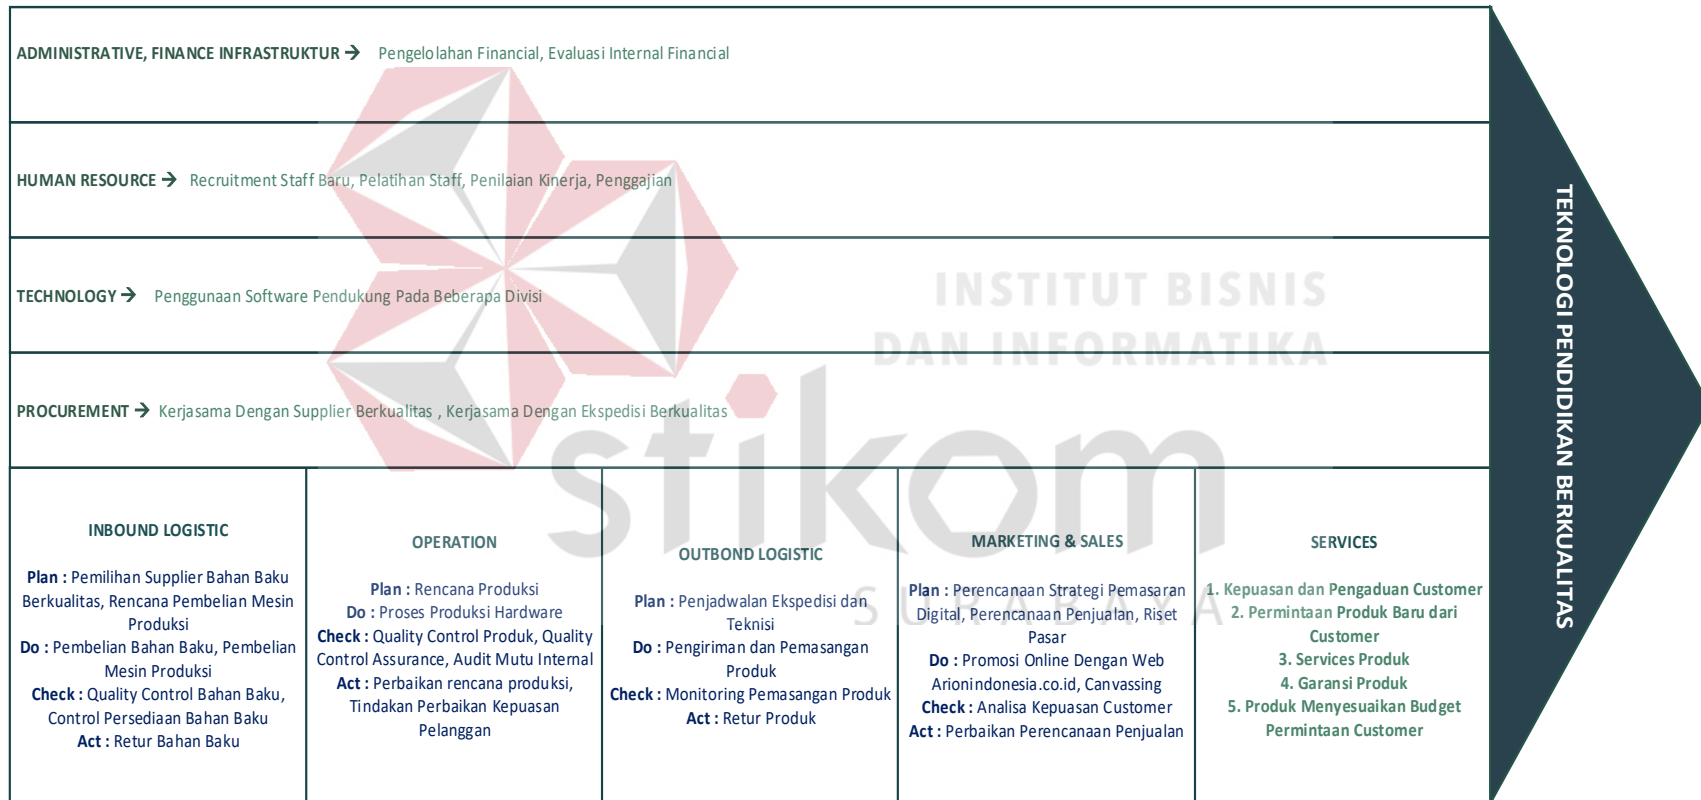 ADMINISTRATIVE, FINANCE INFRASTRUKTUR → Pengelolahan Financial, Evaluasi Internal Financial
HUMAN RESOURCE → Recruitment Staff Baru, Pelatihan Staff, Penilaian Kinerja, Penggajian
TECHNOLOGY → Penggunaan Software Pendukung Pada Beberapa Divisi
PROCUREMENT → Kerjasama Dengan Supplier Berkualitas , Kerjasama Dengan Ekspedisi Berkualitas
INBOUND LOGISTIC
Plan : Pemilihan Supplier Bahan Baku
Berkualitas, Rencana Pembelian Mesin
Produksi
Do : Pembelian Bahan Baku, Pembelian
Mesin Produksi
Check : Quality Control Bahan Baku,
Control Persediaan Bahan Baku
Act : Retur Bahan Baku
OPERATION
Plan : Rencana Produksi
Do : Proses Produksi Hardware
Check : Quality Control Produk, Quality
Control Assurance, Audit Mutu Internal
Act : Perbaikan rencana produksi,
Tindakan Perbaikan Kepuasan
Pelanggan
OUTBOND LOGISTIC
Plan : Penjadwalan Ekspedisi dan
Teknisi
Do : Pengiriman dan Pemasangan
Produk
Check : Monitoring Pemasangan Produk
Act : Retur Produk
MARKETING & SALES
Plan : Perencanaan Strategi Pemasaran
Digital, Perencanaan Penjualan, Riset
Pasar
Do : Promosi Online Dengan Web
Arionindonesia.co.id, Canvassing
Check : Analisa Kepuasan Customer
Act : Perbaikan Perencanaan Penjualan
SERVICES
1. Kepuasan dan Pengaduan Customer
2. Permintaan Produk Baru dari
Customer
3. Services Produk
4. Garansi Produk
5. Produk Menyesuaikan Budget
Permintaan Customer
TEKNOLOGI PENDIDIKAN BERKUALITAS
INSTITUT BISNIS
DAN INFORMATIKA
stikom
SURABAYA